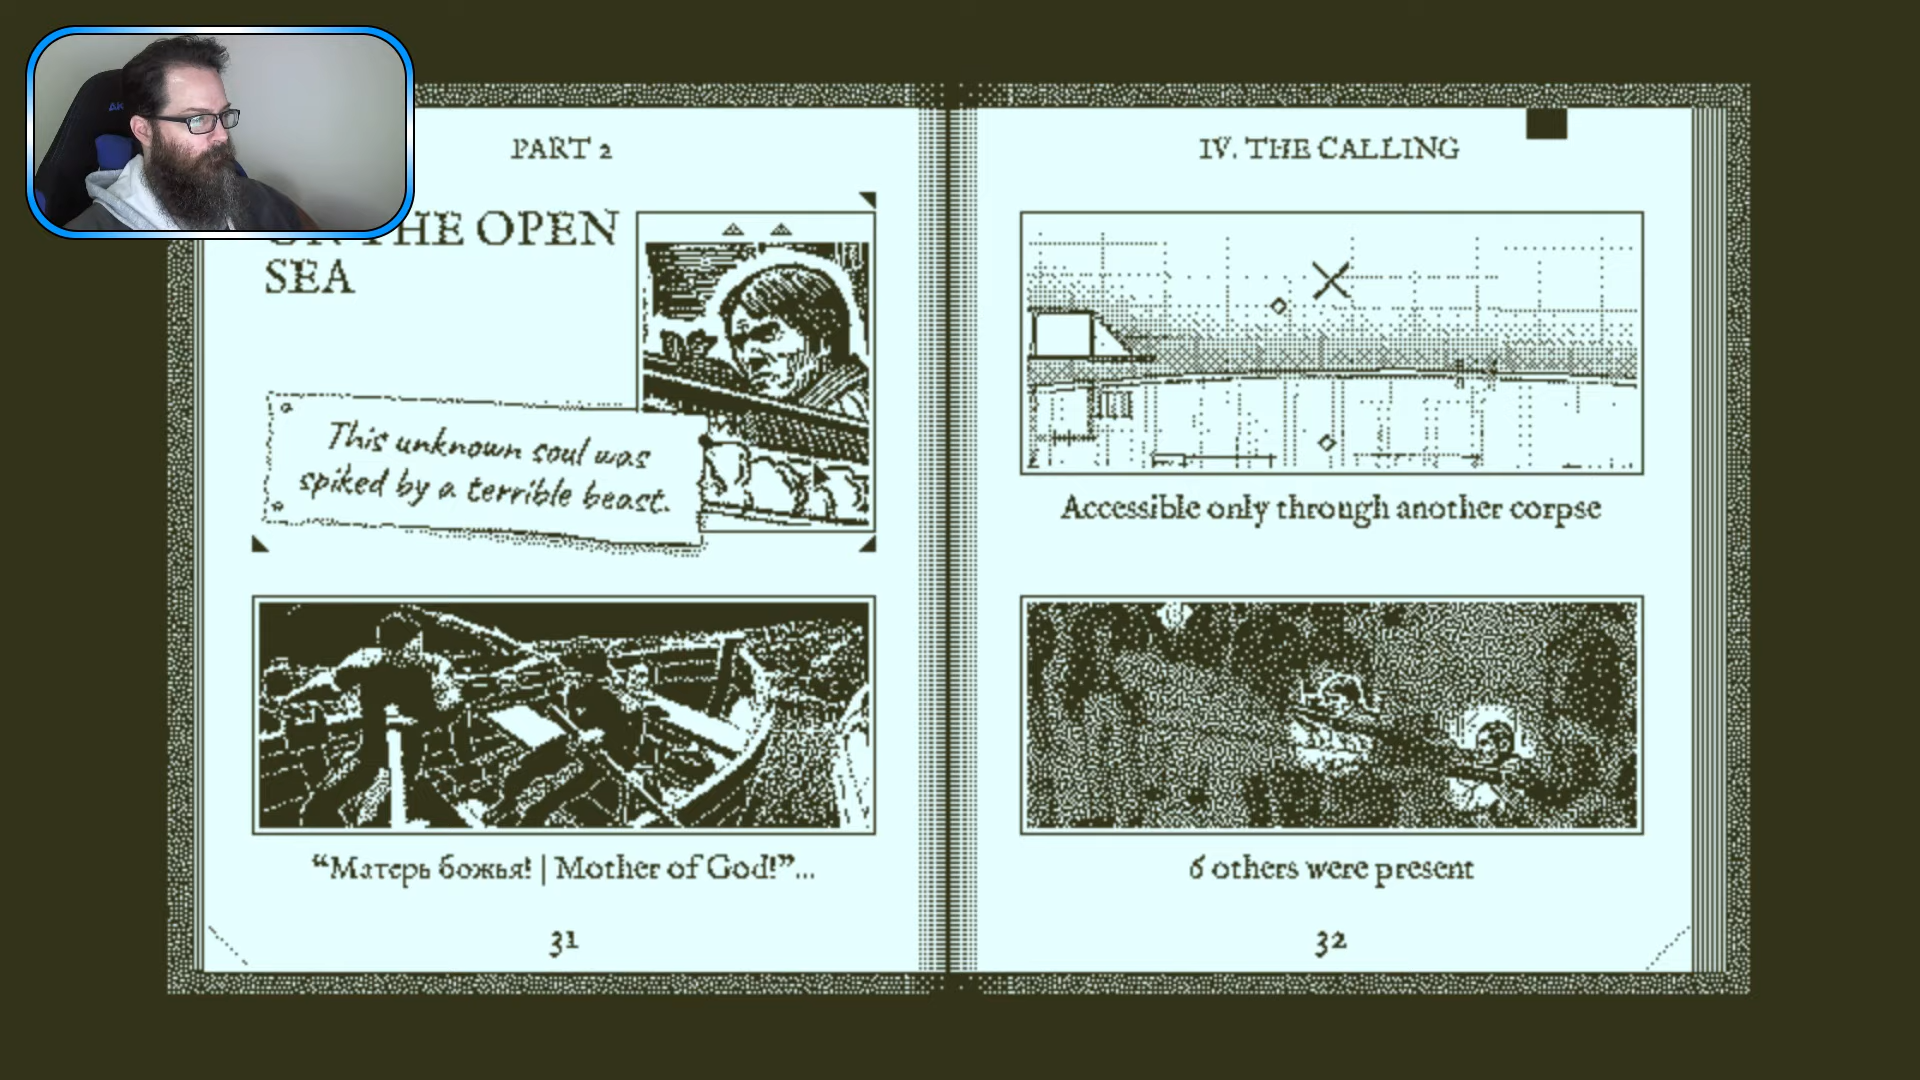 PART 2
THE OPEN
SEA
This unknown soul was
spiked by a terrible beast.
“Матерь божья! | Mother of God!”...
31
IV. THE CALLING
Accessible only through another corpse
6 others were present
32